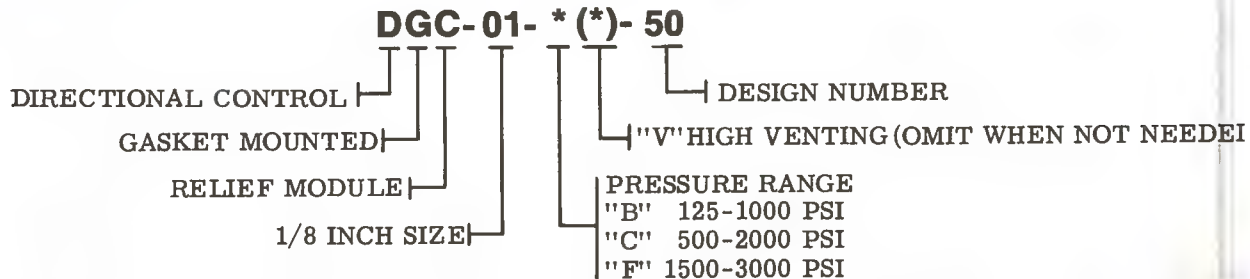 DGC-01- * (*)- 50
DIRECTIONAL CONTROL
DESIGN NUMBER
GASKET MOUNTED
"V" HIGH VENTING (OMIT WHEN NOT NEEDE
RELIEF MODULE
PRESSURE RANGE
1/8 INCH SIZE
"B" 125-1000 PSI
"C" 500-2000 PSI
"F" 1500-3000 PSI